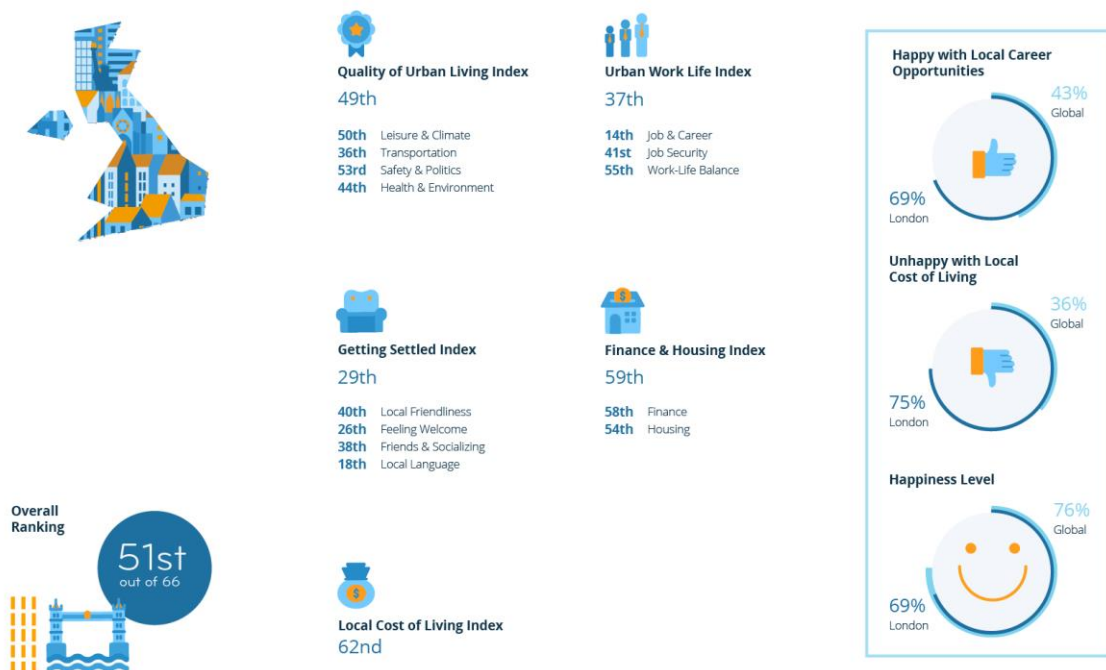 Quality of Urban Living Index
49th
50th Leisure & Climate
36th Transportation
53rd Safety & Politics
44th Health & Environment
Urban Work Life Index
37th
14th Job & Career
41st Job Security
55th Work-Life Balance
Getting Settled Index
29th
40th Local Friendliness
26th Feeling Welcome
38th Friends & Socializing
18th Local Language
$
Finance & Housing Index
59th
58th Finance
54th Housing
Overall
Ranking
51st
out of 66
$
Local Cost of Living Index
62nd
Happy with Local Career
Opportunities
43%
Global
69%
London
Unhappy with Local
Cost of Living
36%
Global
75%
London
Happiness Level
76%
Global
69%
London